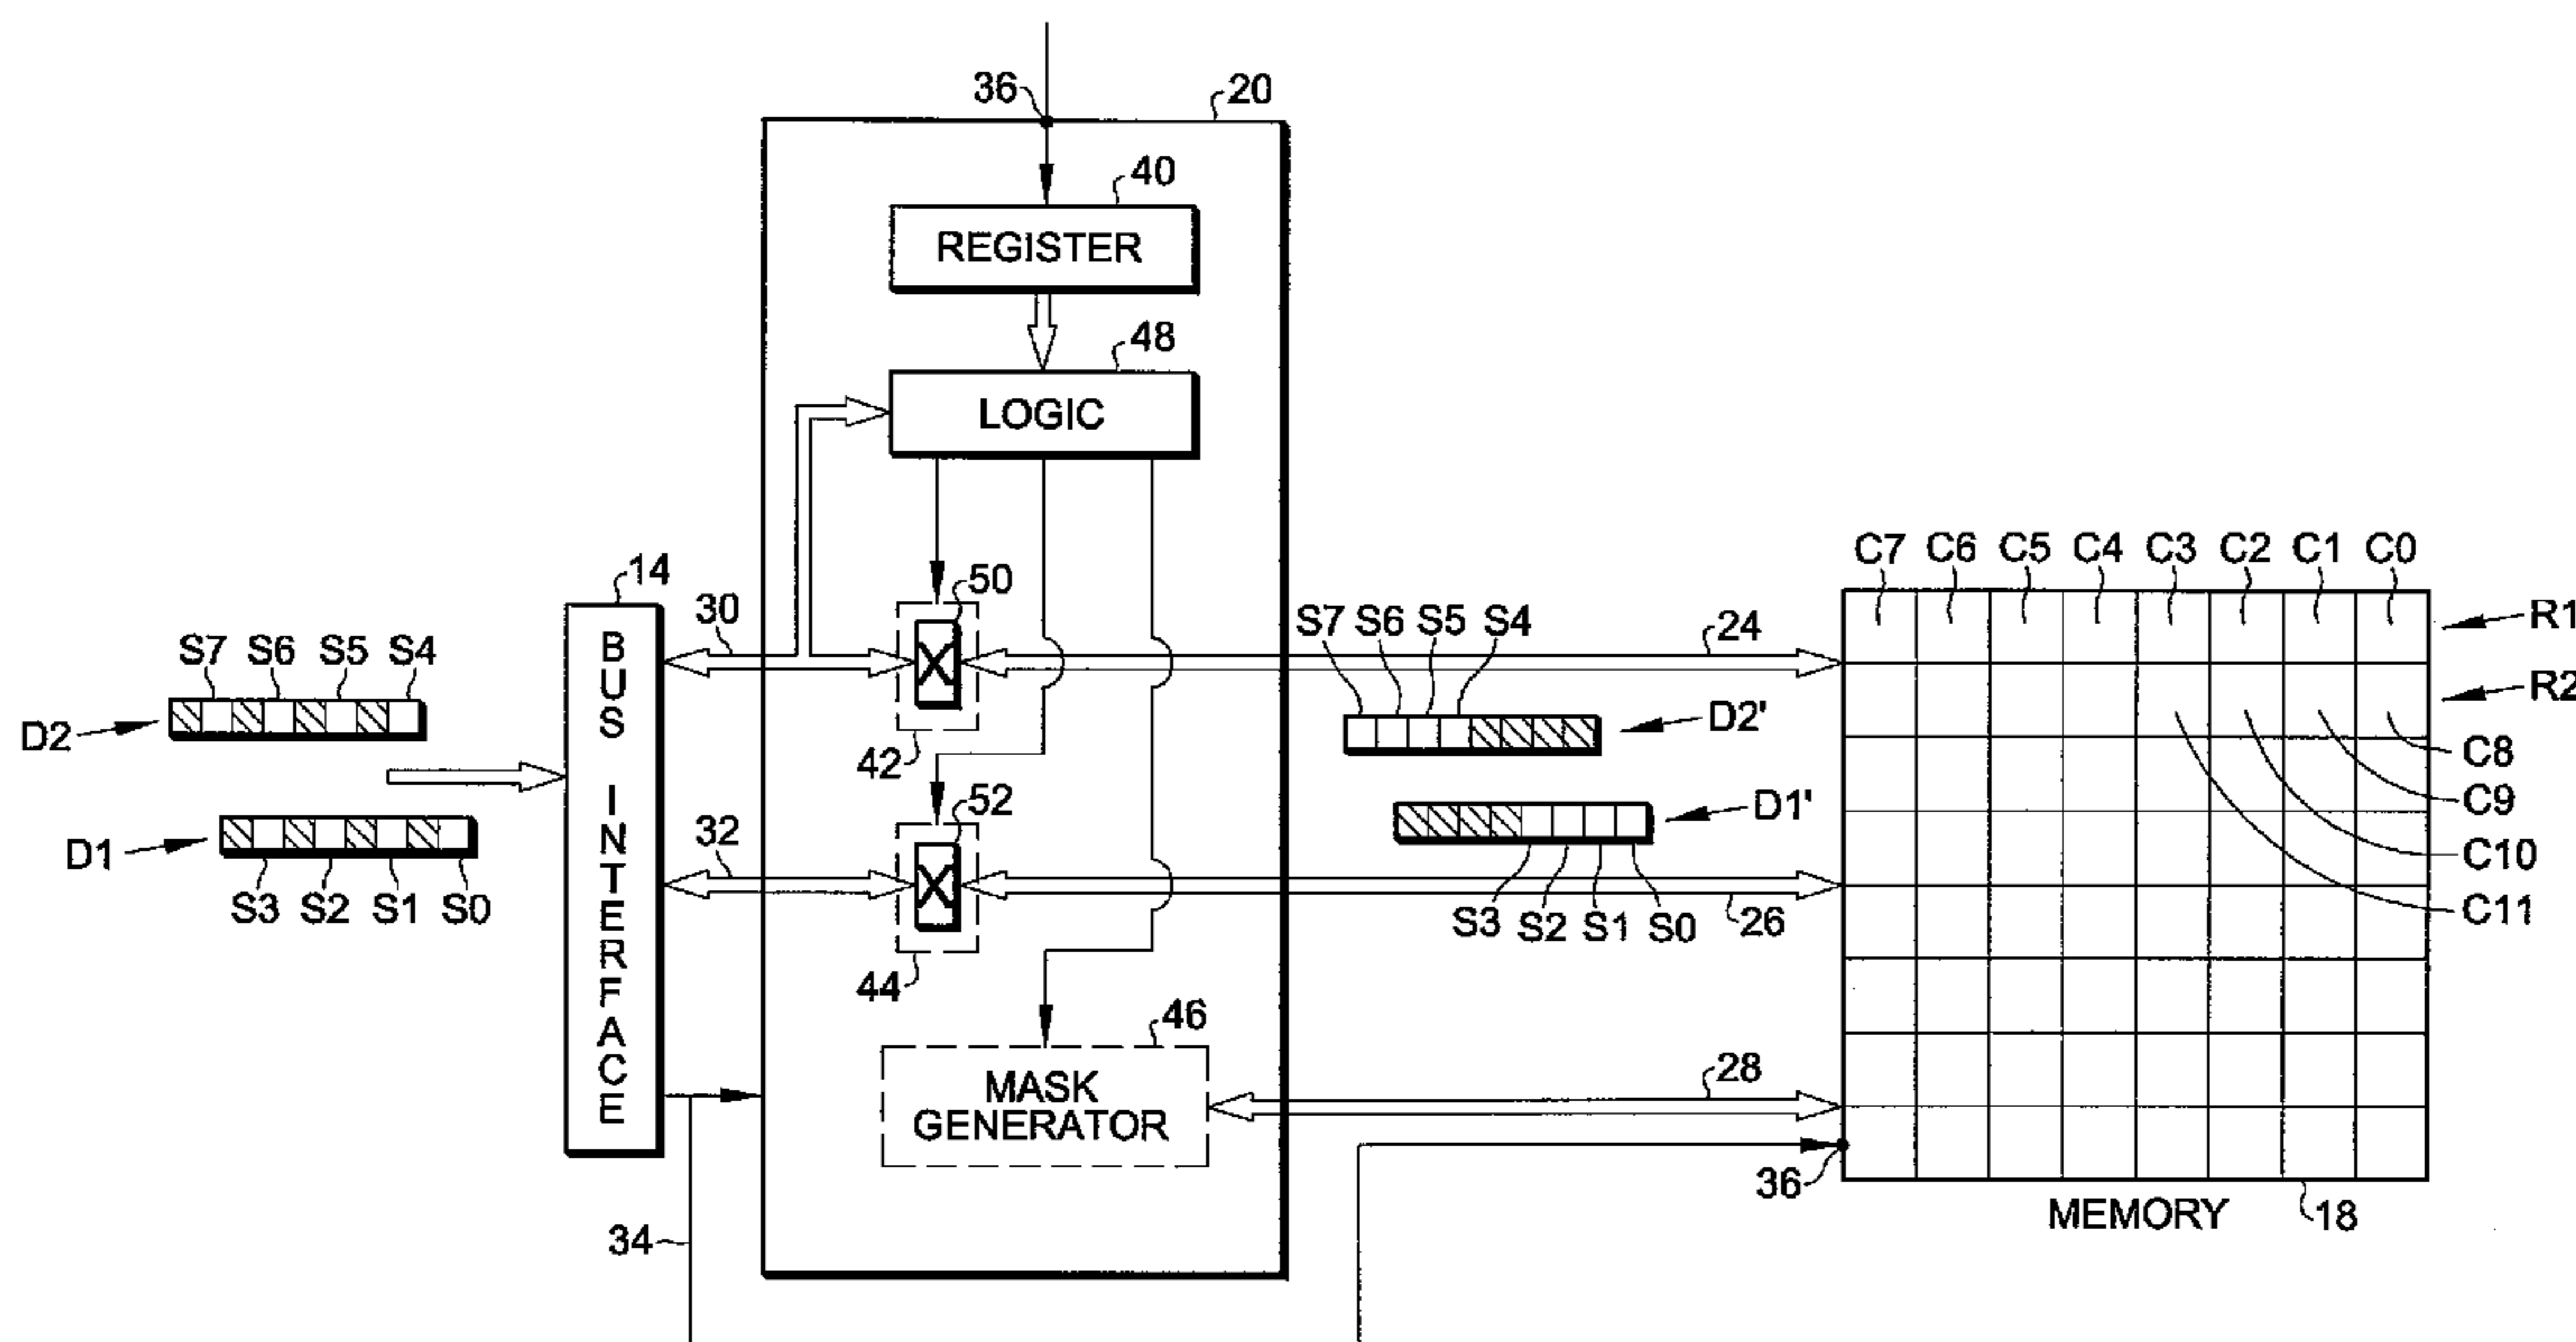 36
20
40
REGISTER
48
LOGIC
14
BUS INTERFACE
30
50
42
32
52
44
S7 S6 S5 S4
D2
D1
S3 S2 S1 S0
S7 S6 S5 S4
24
D2'
D1'
S3 S2 S1 S0
26
46
MASK
GENERATOR
28
34
36
C7 C6 C5 C4 C3 C2 C1 C0
R1
R2
C8
C9
C10
C11
MEMORY
18